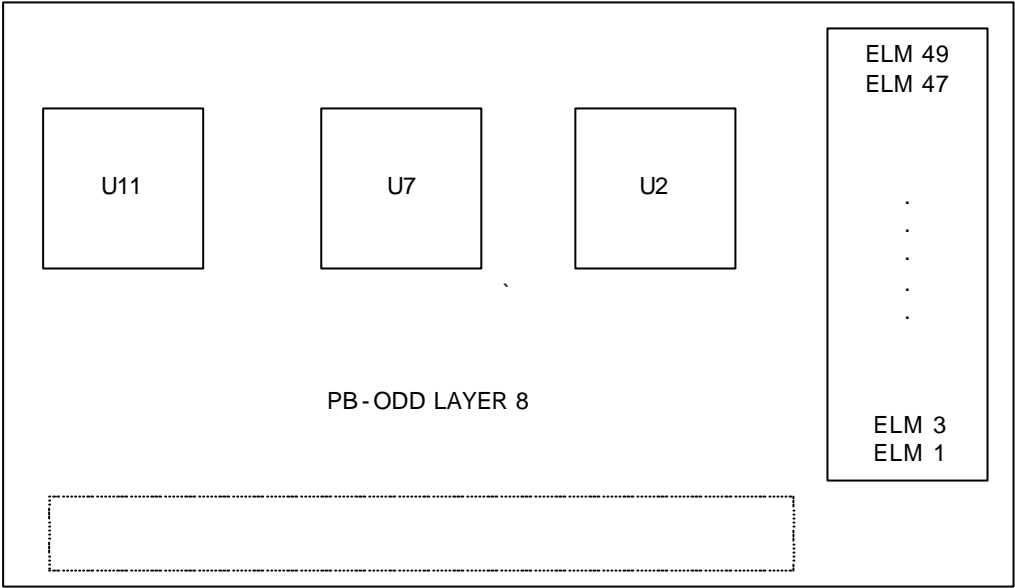 ELM 49
ELM 47
U11
U7
U2
.
.
.
.
.
`
PB-ODD LAYER 8
ELM 3
ELM 1